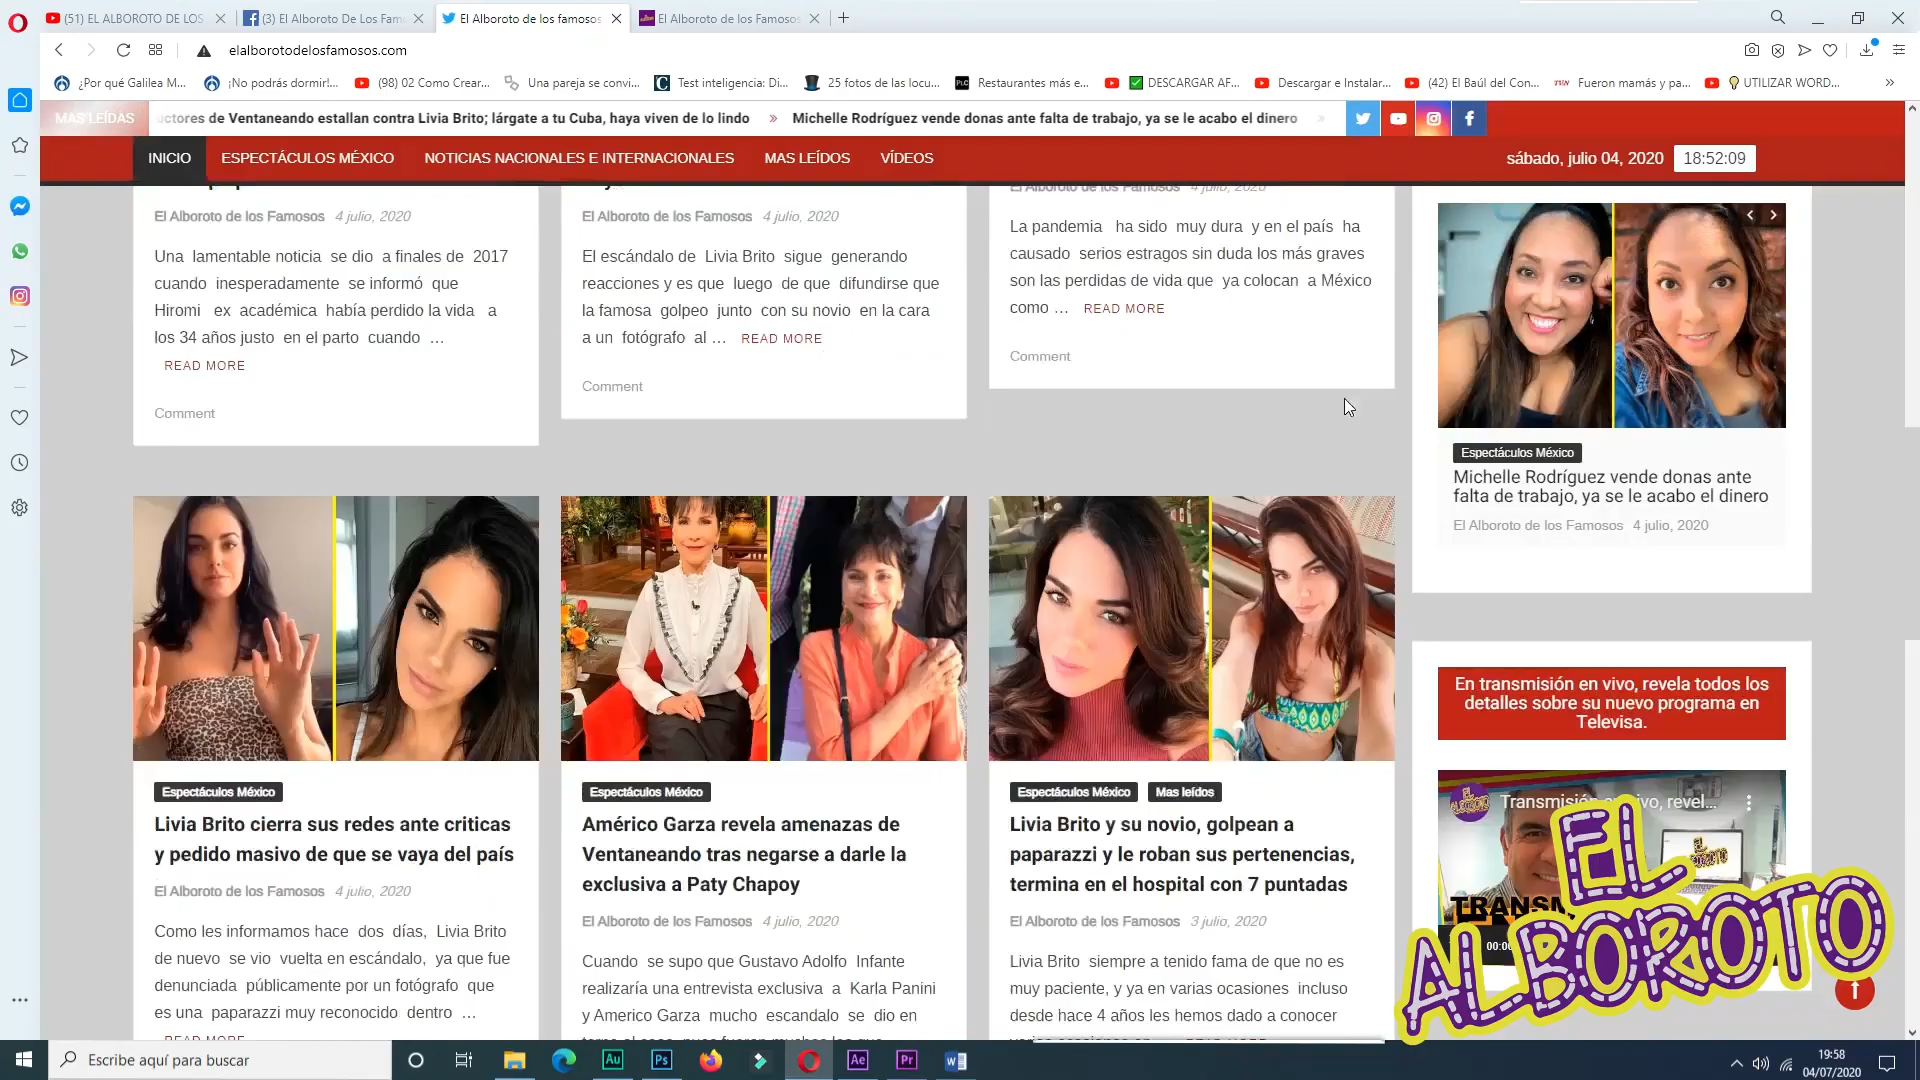 (51) EL ALBOROTO DE LOS
(3) El Alboroto De Los Fam
El Alboroto de los famosos
El Alboroto de los Famosos
elalborotodelosfamosos.com
¿Por qué Galilea M...
¡No podrás dormir!...
(98) 02 Como Crear...
Una pareja se convi...
Test inteligencia: Di...
25 fotos de las locu...
Restaurantes más e...
DESCARGAR AF...
Descargar e Instalar...
(42) El Baúl del Con...
Fueron mamás y pa...
UTILIZAR WORD...
MAS LEÍDAS
uctores de Ventaneando estallan contra Livia Brito; lárgate a tu Cuba, haya viven de lo lindo » Michelle Rodríguez vende donas ante falta de trabajo, ya se le acabo el dinero »
INICIO ESPECTÁCULOS MÉXICO NOTICIAS NACIONALES E INTERNACIONALES MAS LEÍDOS VÍDEOS
sábado, julio 04, 2020 18:52:09
El Alboroto de los Famosos 4 julio, 2020
Una lamentable noticia se dio a finales de 2017
cuando inesperadamente se informó que
Hiromi ex académica había perdido la vida a
los 34 años justo en el parto cuando …
READ MORE
Comment
El Alboroto de los Famosos 4 julio, 2020
El escándalo de Livia Brito sigue generando
reacciones y es que luego de que difundirse que
la famosa golpeo junto con su novio en la cara
a un fotógrafo al … READ MORE
Comment
El Alboroto de los Famosos 4 julio, 2020
La pandemia ha sido muy dura y en el país ha
causado serios estragos sin duda los más graves
son las perdidas de vida que ya colocan a México
como … READ MORE
Comment
Espectáculos México
Michelle Rodríguez vende donas ante
falta de trabajo, ya se le acabo el dinero
El Alboroto de los Famosos 4 julio, 2020
Espectáculos México
Livia Brito cierra sus redes ante criticas
y pedido masivo de que se vaya del país
El Alboroto de los Famosos 4 julio, 2020
Como les informamos hace dos días, Livia Brito
de nuevo se vio vuelta en escándalo, ya que fue
denunciada públicamente por un fotógrafo que
es una paparazzi muy reconocido dentro …
READ MORE
Espectáculos México
Américo Garza revela amenazas de
Ventaneando tras negarse a darle la
exclusiva a Paty Chapoy
El Alboroto de los Famosos 4 julio, 2020
Cuando se supo que Gustavo Adolfo Infante
realizaría una entrevista exclusiva a Karla Panini
y Americo Garza mucho escandalo se dio en
Espectáculos México Mas leídos
Livia Brito y su novio, golpean a
paparazzi y le roban sus pertenencias,
termina en el hospital con 7 puntadas
El Alboroto de los Famosos 3 julio, 2020
Livia Brito siempre a tenido fama de que no es
muy paciente, y ya en varias ocasiones incluso
desde hace 4 años les hemos dado a conocer
En transmisión en vivo, revela todos los
detalles sobre su nuevo programa en
Televisa.
EL
ALBOROTO
Escribe aquí para buscar
Au
Ps
Ae
Pr
19:58
04/07/2020